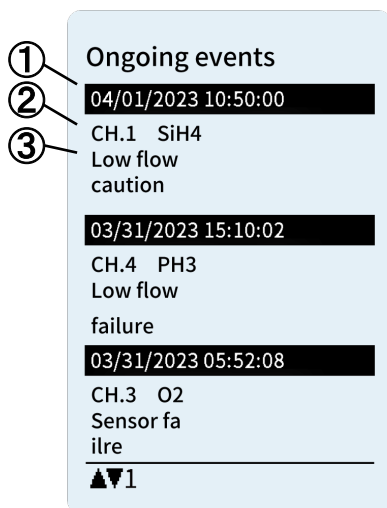 Ongoing events
①
04/01/2023 10:50:00
②
CH.1 SiH4
③
Low flow
caution
03/31/2023 15:10:02
CH.4 PH3
Low flow
failure
03/31/2023 05:52:08
CH.3 O2
Sensor fa
ilre
▲▼1